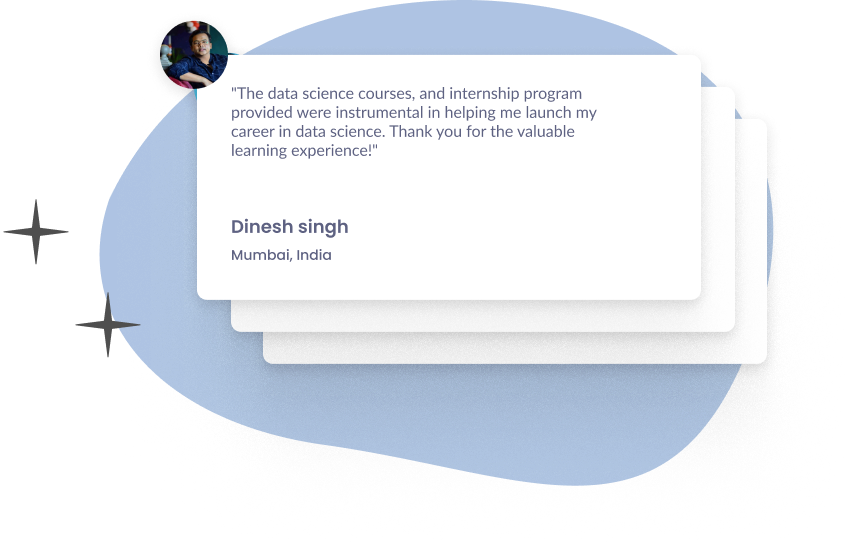 "The data science courses, and internship program
provided were instrumental in helping me launch my
career in data science. Thank you for the valuable
learning experience!"
Dinesh singh
Mumbai, India